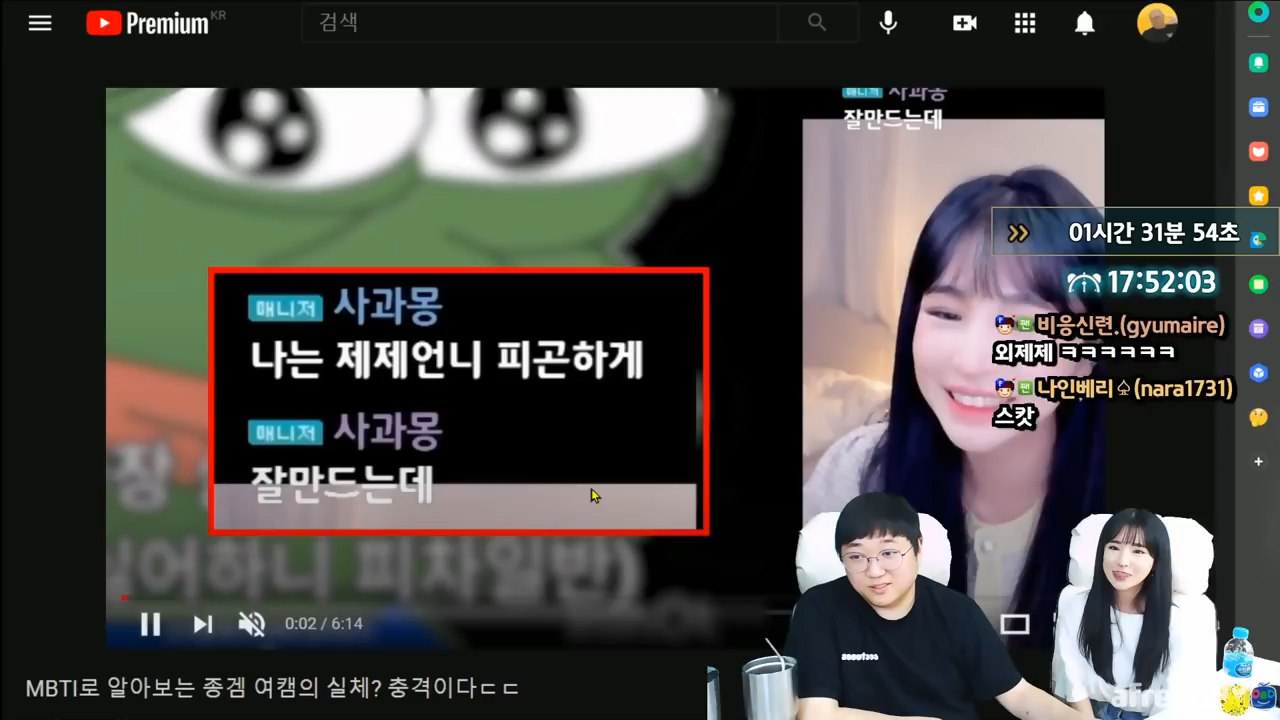 Premium KR
검색
매니저 사과몽
잘만드는데
01시간 31분 54초
17:52:03
매니저 사과몽
나는 제제언니 피곤하게
매니저 사과몽
잘만드는데
팬 비응신련.(gyumaire)
외제제 ㅋㅋㅋㅋㅋㅋ
팬 나인베리♤(nara1731)
스캇
0:02 / 6:14
MBTI로 알아보는 종겜 여캠의 실체? 충격이다ㄷㄷ